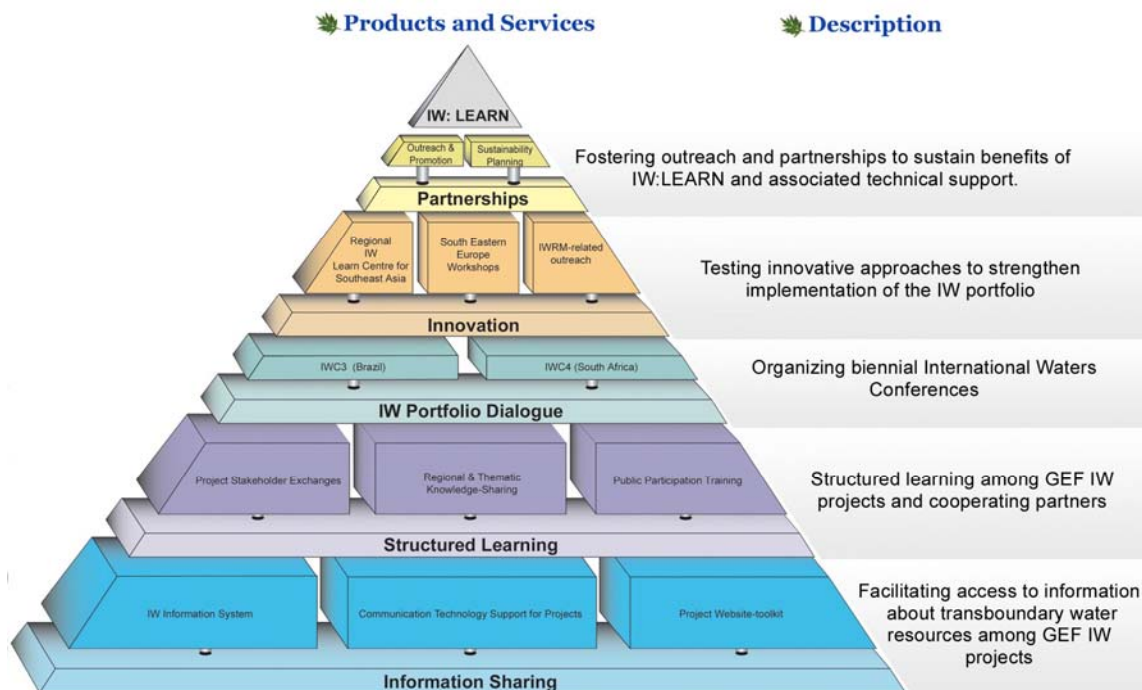 Products and Services
Description
IW: LEARN
Outreach &
Promotion
Sustainability
Planning
Partnerships
Fostering outreach and partnerships to sustain benefits of
IW:LEARN and associated technical support.
Regional
IW
Learn Centre for
Southeast Asia
South Eastern
Europe
Workshops
IWRM-related
outreach
Innovation
Testing innovative approaches to strengthen
implementation of the IW portfolio
IWC3 (Brazil)
IWC4 (South Africa)
IW Portfolio Dialogue
Organizing biennial International Waters
Conferences
Project Stakeholder Exchanges
Regional & Thematic
Knowledge-Sharing
Public Participation Training
Structured Learning
Structured learning among GEF IW
projects and cooperating partners
IW Information System
Communication Technology Support for Projects
Project Website-toolkit
Information Sharing
Facilitating access to information
about transboundary water
resources among GEF IW
projects